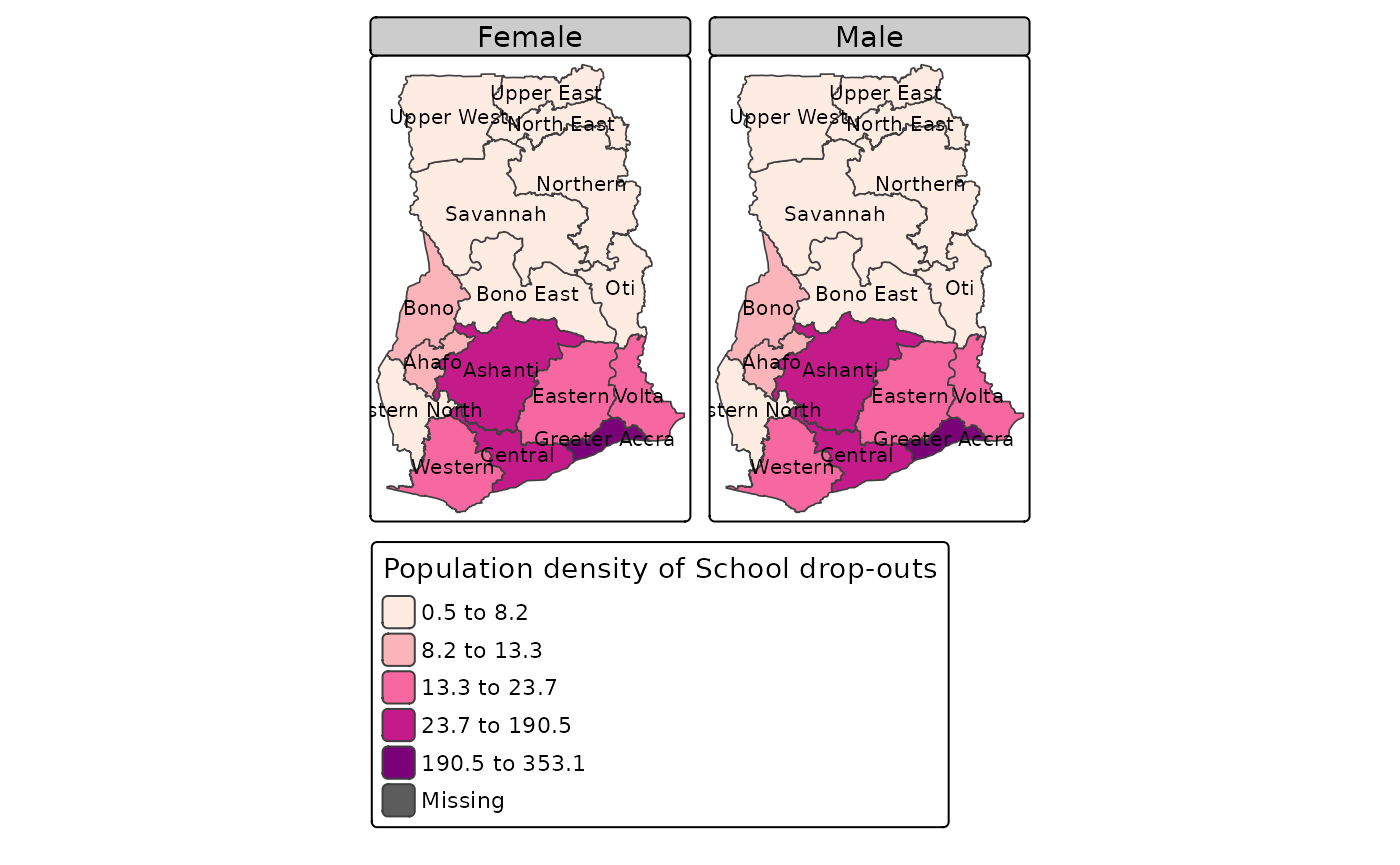 Female
Upper East
Upper West
North East
Northern
Savannah
Oti
Bono East
Bono
Ahafo
Ashanti
Eastern
Volta
stern North
Greater Accra
Central
Western
Male
Upper East
Upper West
North East
Northern
Savannah
Oti
Bono East
Bono
Ahafo
Ashanti
Eastern
Volta
stern North
Greater Accra
Central
Western
Population density of School drop-outs
0.5 to 8.2
8.2 to 13.3
13.3 to 23.7
23.7 to 190.5
190.5 to 353.1
Missing